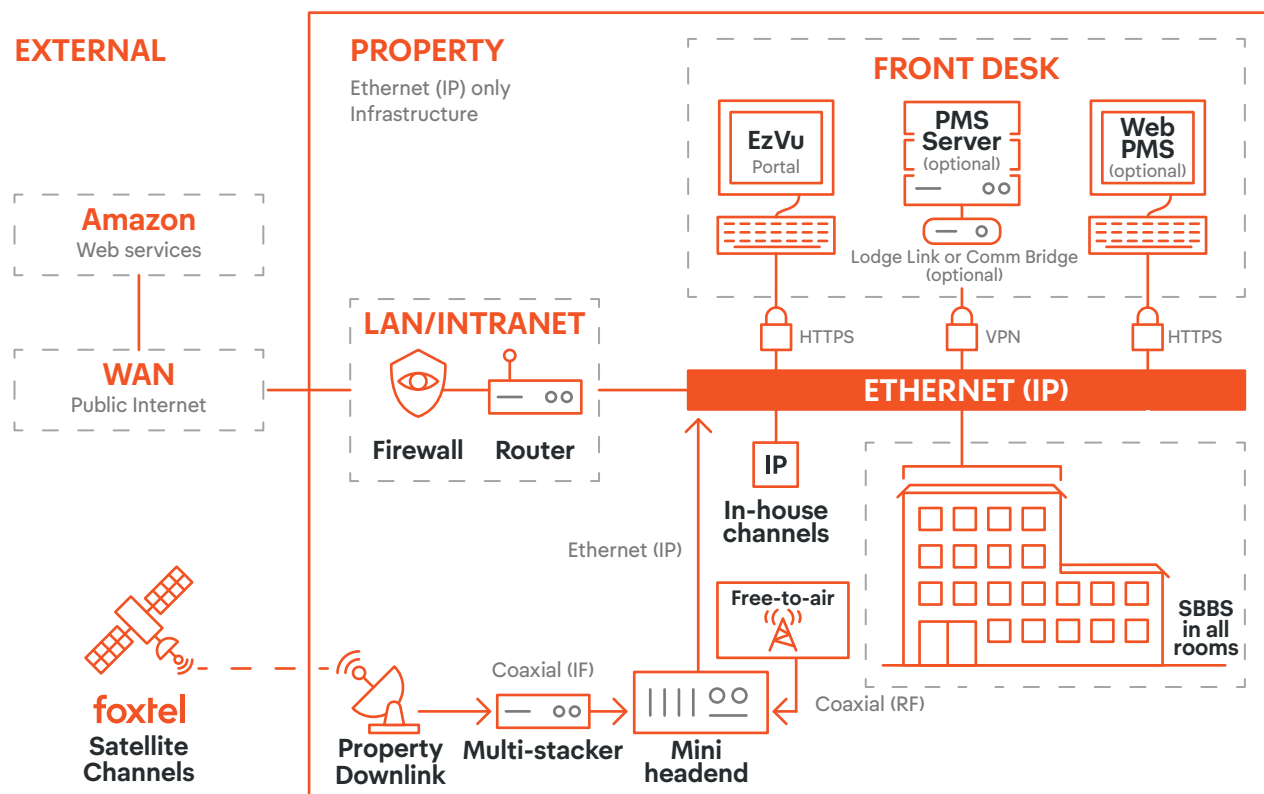 EXTERNAL
PROPERTY
Ethernet (IP) only
Infrastructure
FRONT DESK
EzVu
Portal
PMS
Server
(optional)
Web
PMS
(optional)
Lodge Link or Comm Bridge
(optional)
Amazon
Web services
WAN
Public Internet
LAN/INTRANET
Firewall
Router
HTTPS
VPN
HTTPS
ETHERNET (IP)
IP
In-house
channels
Ethernet (IP)
Free-to-air
SBBS
in all
rooms
foxtel
Satellite
Channels
Property
Downlink
Coaxial (IF)
Multi-stacker
Mini
headend
Coaxial (RF)